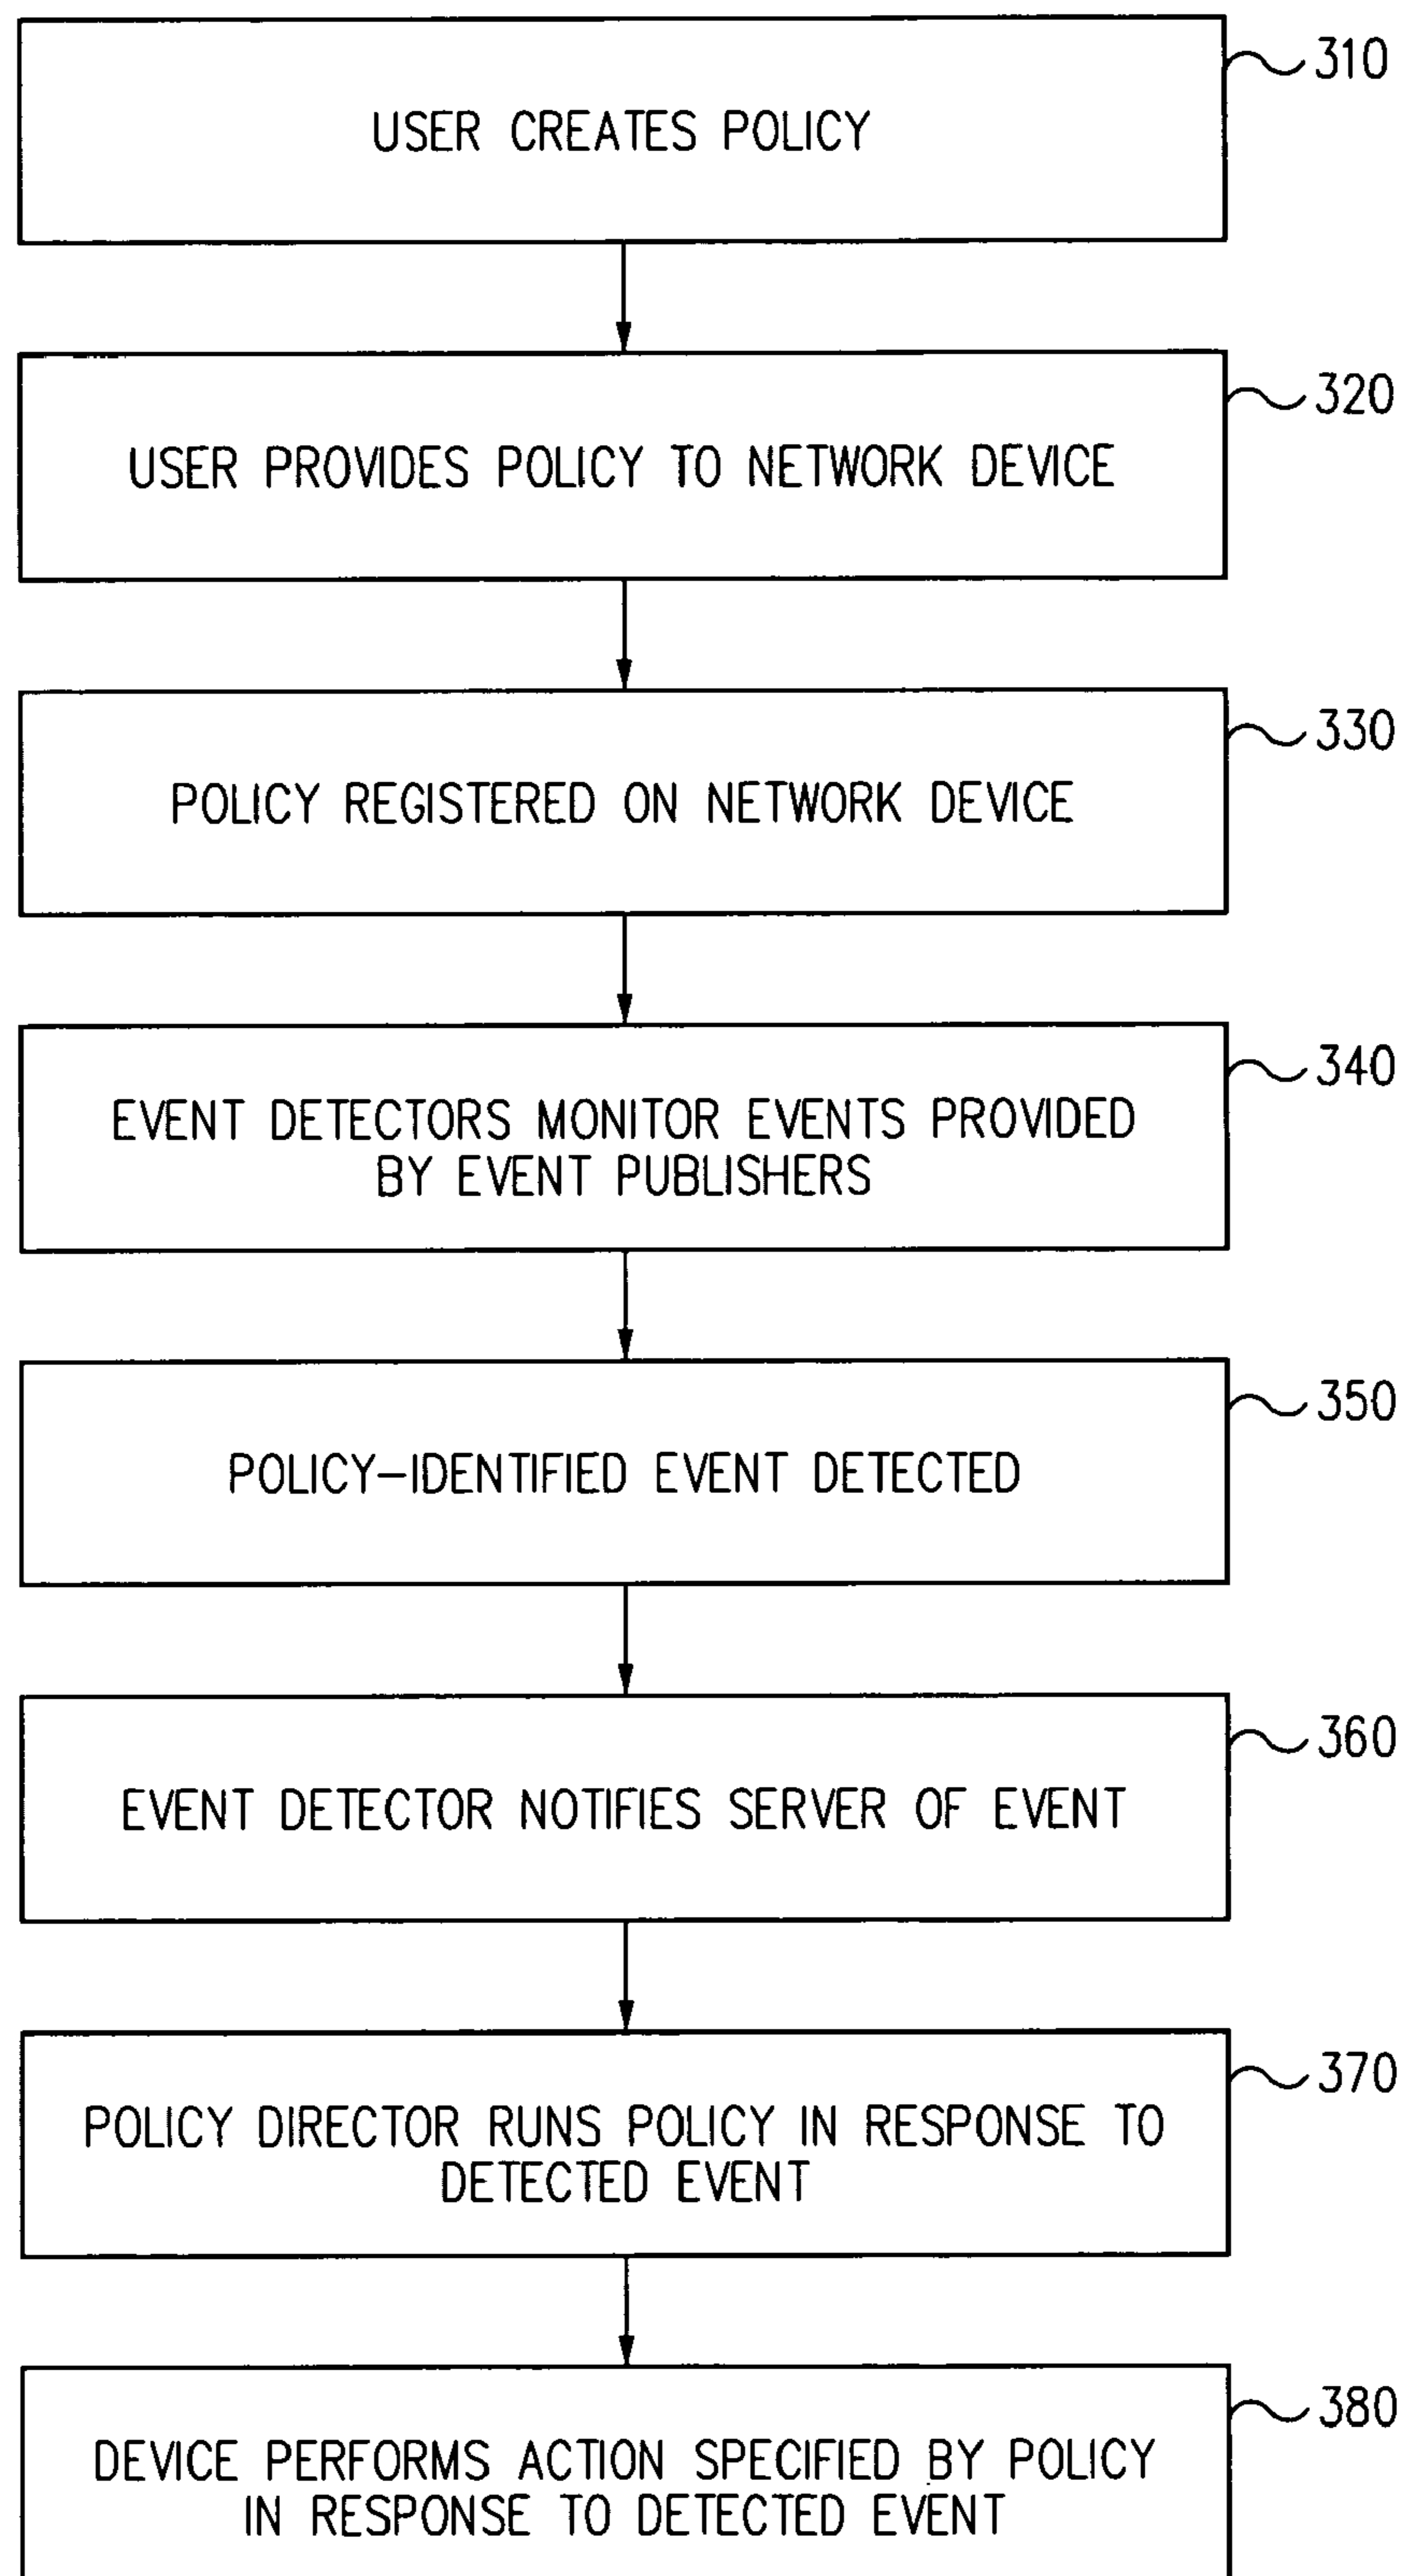 310
USER CREATES POLICY
320
USER PROVIDES POLICY TO NETWORK DEVICE
330
POLICY REGISTERED ON NETWORK DEVICE
340
EVENT DETECTORS MONITOR EVENTS PROVIDED
BY EVENT PUBLISHERS
350
POLICY-IDENTIFIED EVENT DETECTED
360
EVENT DETECTOR NOTIFIES SERVER OF EVENT
370
POLICY DIRECTOR RUNS POLICY IN RESPONSE TO
DETECTED EVENT
380
DEVICE PERFORMS ACTION SPECIFIED BY POLICY
IN RESPONSE TO DETECTED EVENT